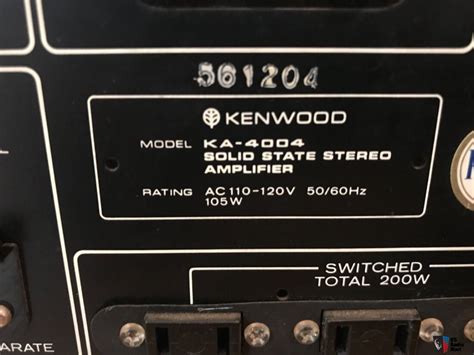 561204
KENWOOD
MODEL KA-4004
SOLID STATE STEREO
AMPLIFIER
RATING AC 110-120V 50/60Hz
105W
SWITCHED
TOTAL 200W
ARATE